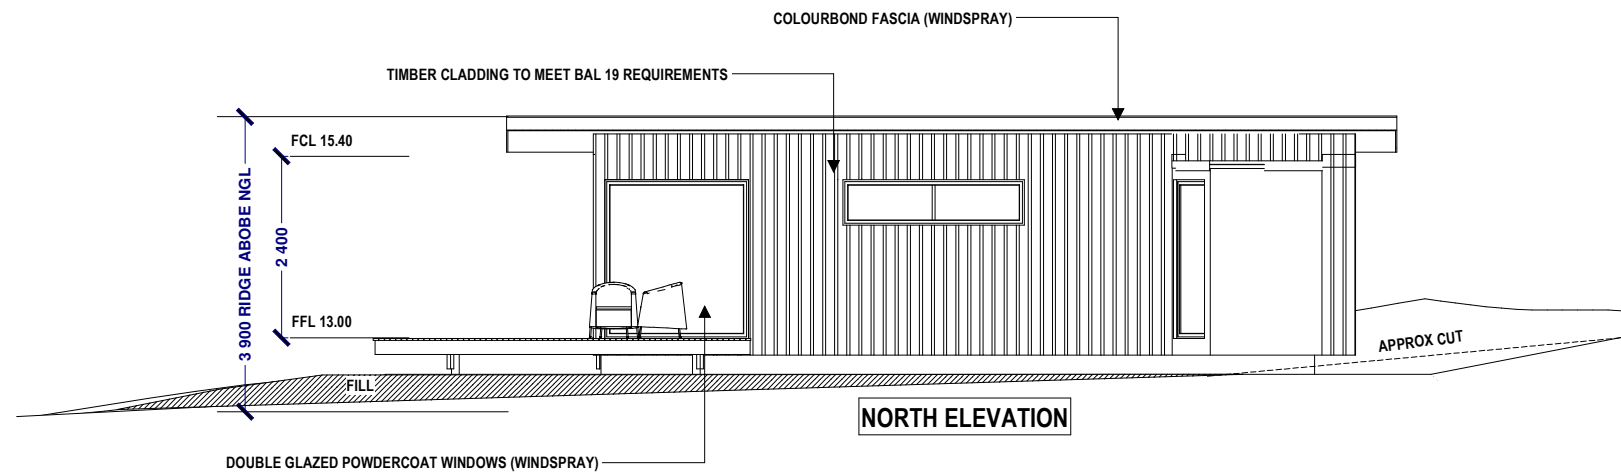 COLOURBOND FASCIA (WINDSPRAY)
TIMBER CLADDING TO MEET BAL 19 REQUIREMENTS
FCL 15.40
3 900 RIDGE ABOBE NGL
2 400
FFL 13.00
APPROX CUT
FILL
NORTH ELEVATION
DOUBLE GLAZED POWDERCOAT WINDOWS (WINDSPRAY)